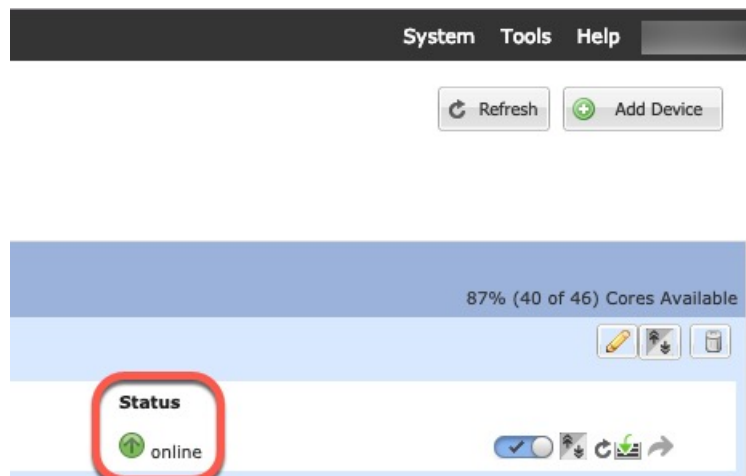 System Tools Help
Refresh Add Device
87% (40 of 46) Cores Available
Status
online